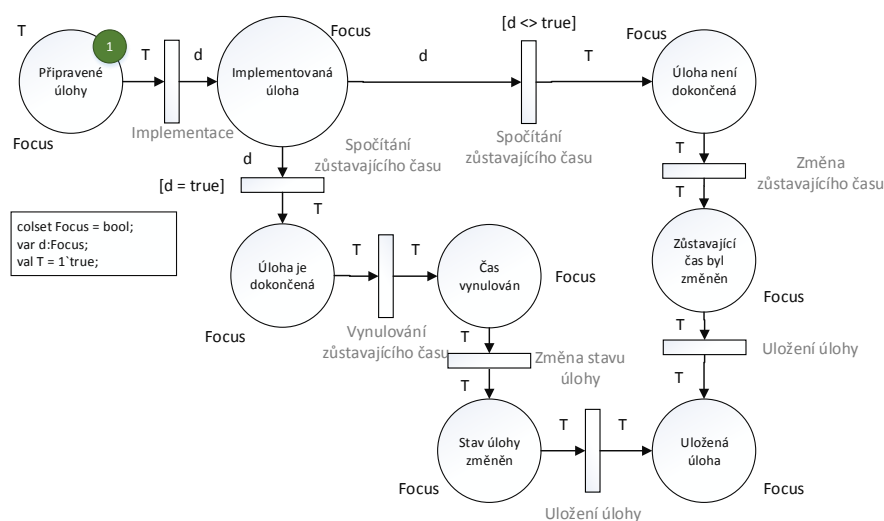 T
1
Připravené
úlohy
Focus
T
d
Implementace
Focus
Implementovaná
úloha
d
[d <> true]
T
Spočítání
zůstavajícího času
Focus
Úloha není
dokončená
d
[d = true]
Spočítání
zůstavajícího času
T
T
T
Změna
zůstavajícího času
colset Focus = bool;
var d:Focus;
val T = 1`true;
Úloha je
dokončená
Focus
T
T
Vynulování
zůstavajícího času
Čas
vynulován
Focus
Zůstavající
čas byl
změněn
Focus
T
T
Změna stavu
úlohy
T
T
Uložení úlohy
Stav úlohy
změněn
Focus
T
T
Uložení úlohy
Uložená
úloha
Focus